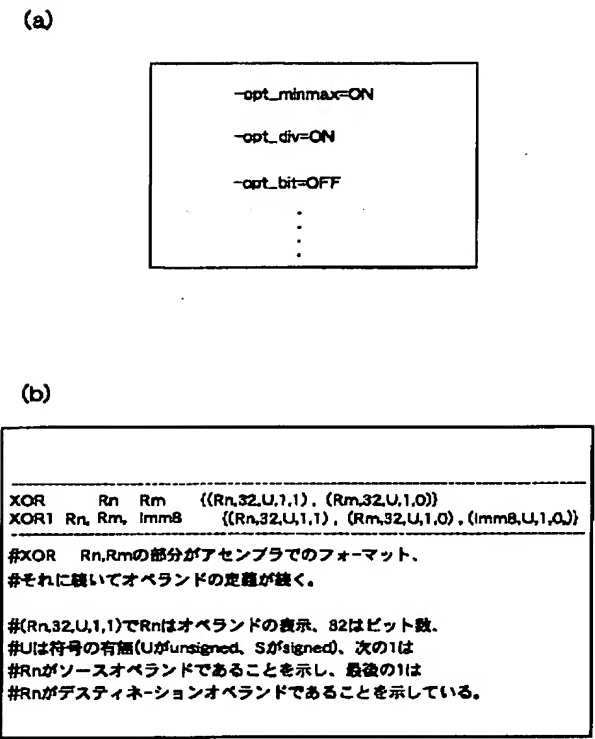 (a)
-opt_minmax=ON
-opt_div=ON
-opt_bit=OFF
(b)
XOR Rn Rm {(Rn,32,U,1,1), (Rm,32,U,1,0)}
XOR1 Rn, Rm, Imm8 {(Rn,32,U,1,1), (Rm,32,U,1,0),(Imm8,U,1,0,)}
#XOR Rn,Rmの部分がアセンブラでのフォーマット、
#それに続いてオペランドの定義が続く。
#(Rn,32,U,1,1)でRnはオペランドの表示、32はビット数、
#Uは符号の有無(Uがunsigned、Sがsigned)、次の1は
#Rnがソースオペランドであることを示し、最後の1は
#Rnがデスティネーションオペランドであることを示している。